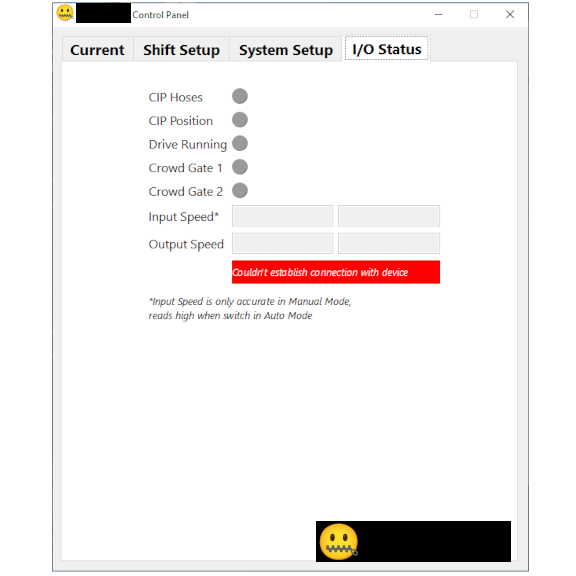 Control Panel
Current Shift Setup System Setup I/O Status
CIP Hoses
CIP Position
Drive Running
Crowd Gate 1
Crowd Gate 2
Input Speed*
Output Speed
Couldn't establish connection with device
*Input Speed is only accurate in Manual Mode,
reads high when switch in Auto Mode